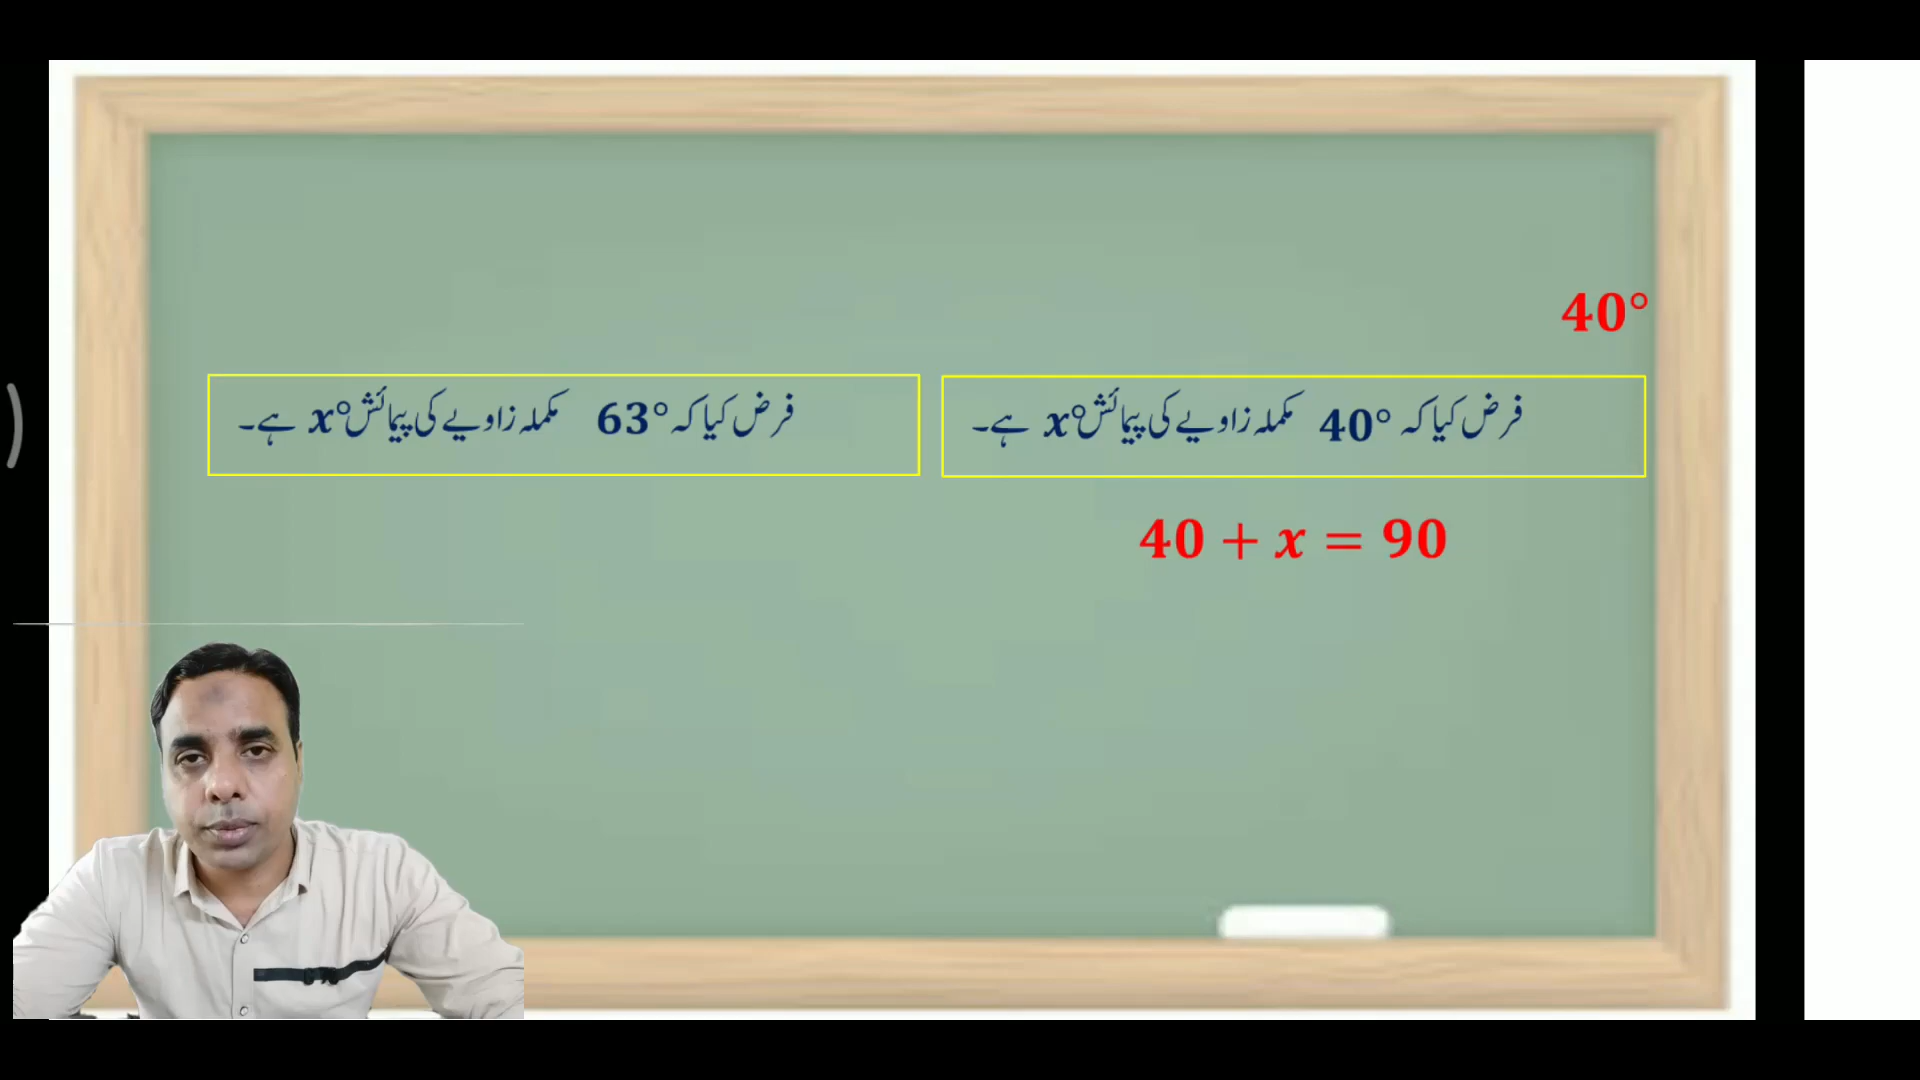 40°
فرض کیا کہ 40° مکملہ زاویے کی پیمائش x° ہے۔
40 + x = 90
فرض کیا کہ 63° مکملہ زاویے کی پیمائش x° ہے۔